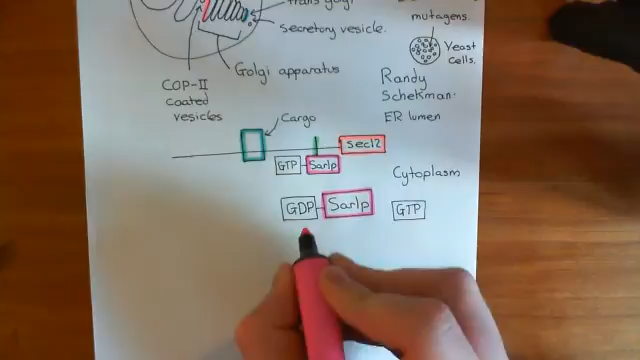 trans golgi
secretory vesicle.
Golgi apparatus
COP-II
coated
vesicles
mutagens.
Yeast
cells.
Randy
Schekman.
ER lumen
Cargo
sec12
GTP
Sar1p
Cytoplasm
GDP
Sar1p
GTP